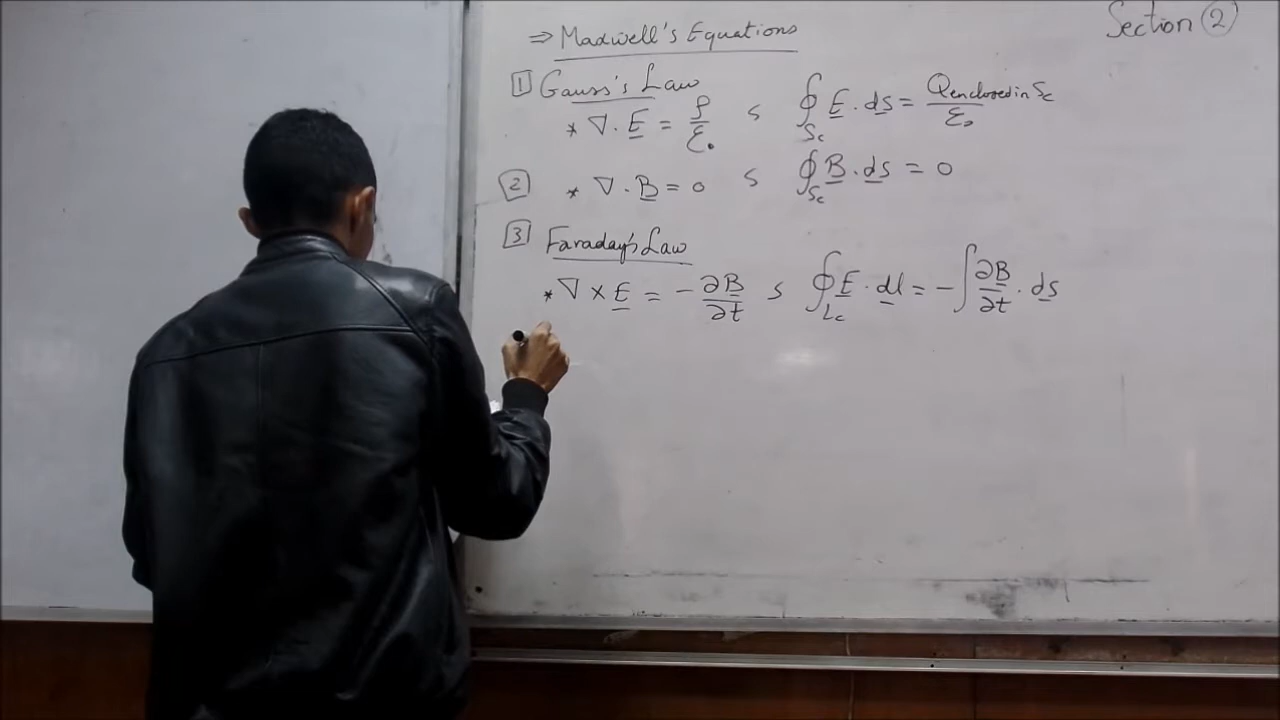 Section 2
⇒ Maxwell's Equations
1 Gauss's Law
* ∇ . E = ρ/ε₀ , ∮Sc E . ds = Qenclosed in Sc/ε₀
2 * ∇ . B = 0 , ∮Sc B . ds = 0
3 Faraday's Law
* ∇ × E = - ∂B/∂t , ∮Lc E . dl = - ∫ ∂B/∂t . ds